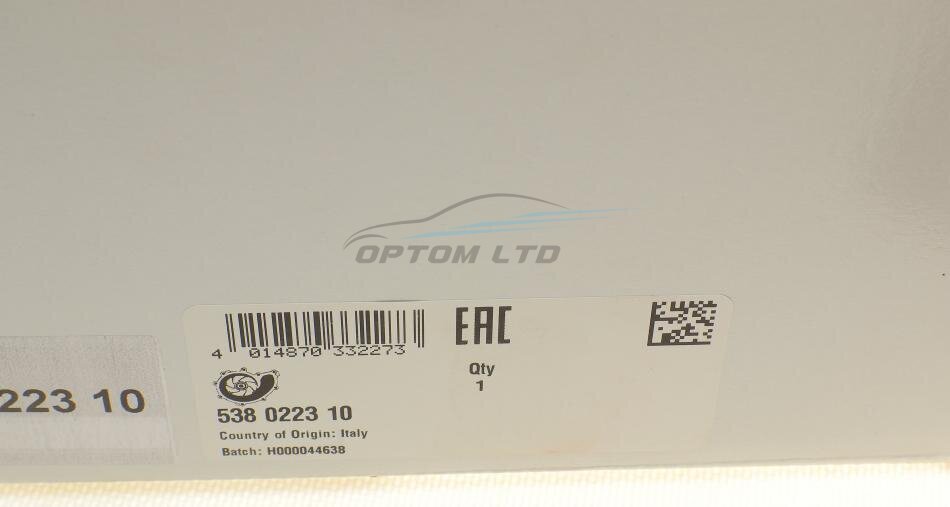 OPTOM LTD
4 014870 332273
EAC
Qty
1
538 0223 10
Country of Origin: Italy
Batch: H000044638
223 10